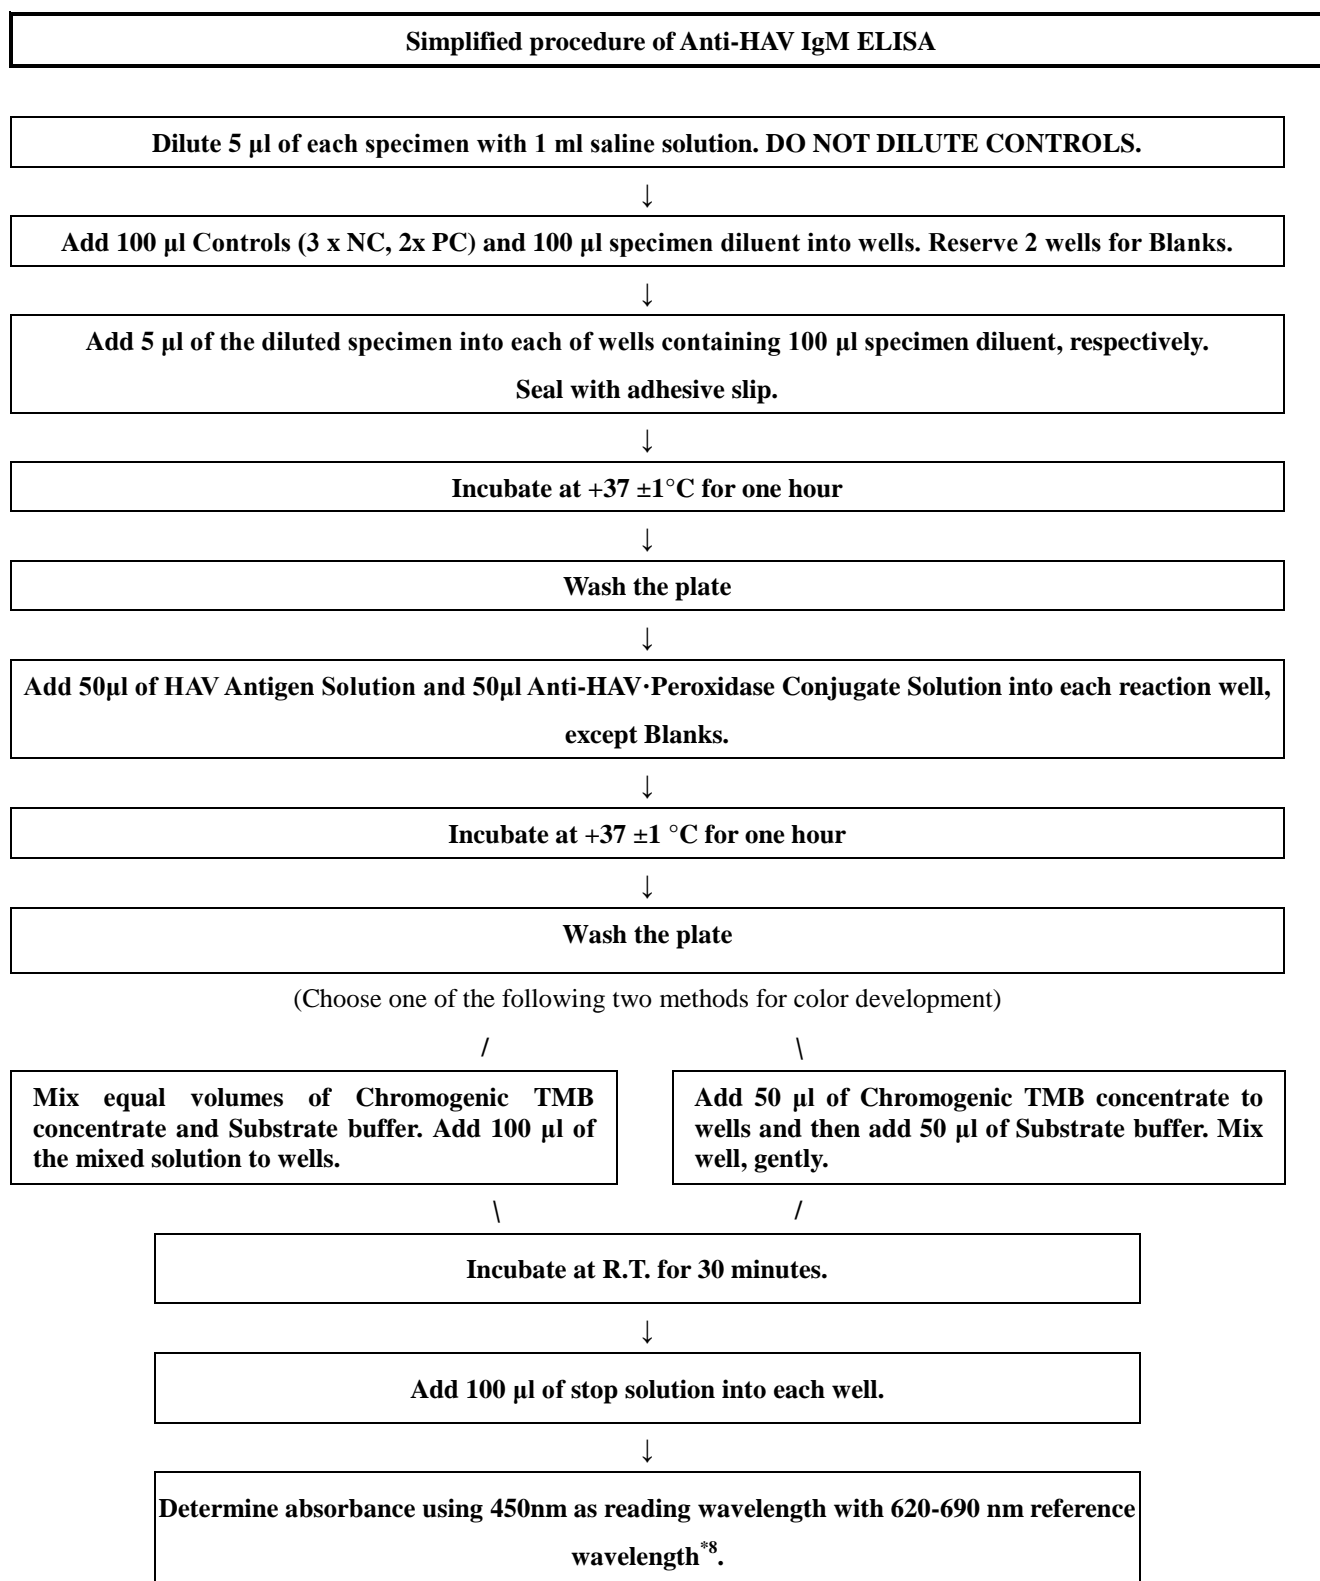 Simplified procedure of Anti-HAV IgM ELISA
Dilute 5 µl of each specimen with 1 ml saline solution. DO NOT DILUTE CONTROLS.
↓
Add 100 µl Controls (3 x NC, 2x PC) and 100 µl specimen diluent into wells. Reserve 2 wells for Blanks.
↓
Add 5 µl of the diluted specimen into each of wells containing 100 µl specimen diluent, respectively.
Seal with adhesive slip.
↓
Incubate at +37 ±1°C for one hour
↓
Wash the plate
↓
Add 50µl of HAV Antigen Solution and 50µl Anti-HAV·Peroxidase Conjugate Solution into each reaction well,
except Blanks.
↓
Incubate at +37 ±1 °C for one hour
↓
Wash the plate
(Choose one of the following two methods for color development)
/ \
Mix equal volumes of Chromogenic TMB
concentrate and Substrate buffer. Add 100 µl of
the mixed solution to wells.
Add 50 µl of Chromogenic TMB concentrate to
wells and then add 50 µl of Substrate buffer. Mix
well, gently.
\ /
Incubate at R.T. for 30 minutes.
↓
Add 100 µl of stop solution into each well.
↓
Determine absorbance using 450nm as reading wavelength with 620-690 nm reference
wavelength*8.